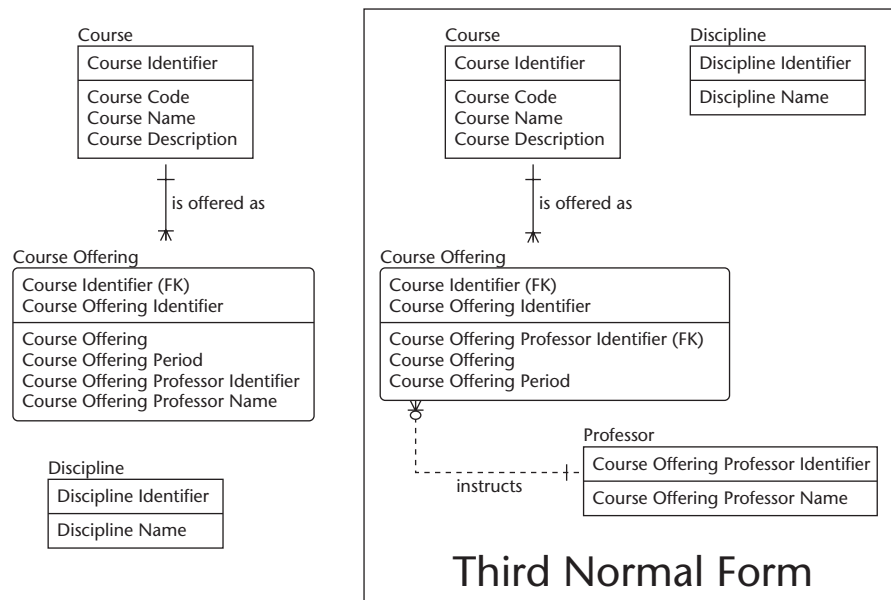 Course
Course Identifier
Course Code
Course Name
Course Description
is offered as
Course Offering
Course Identifier (FK)
Course Offering Identifier
Course Offering
Course Offering Period
Course Offering Professor Identifier
Course Offering Professor Name
Discipline
Discipline Identifier
Discipline Name
Course
Course Identifier
Course Code
Course Name
Course Description
Discipline
Discipline Identifier
Discipline Name
is offered as
Course Offering
Course Identifier (FK)
Course Offering Identifier
Course Offering Professor Identifier (FK)
Course Offering
Course Offering Period
instructs
Professor
Course Offering Professor Identifier
Course Offering Professor Name
Third Normal Form